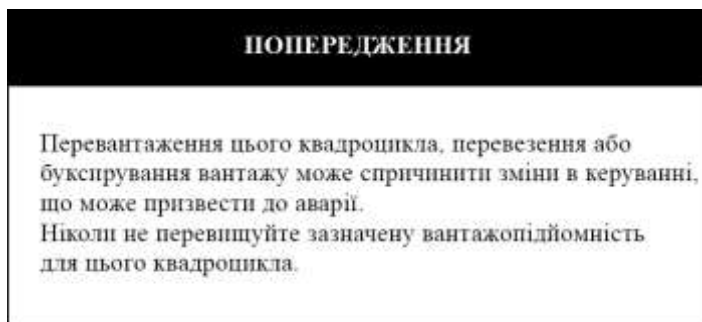 ПОПЕРЕДЖЕННЯ
Перевантаження цього квадроцикла, перевезення або
буксирування вантажу може спричинити зміни в керуванні,
що може призвести до аварії.
Ніколи не перевищуйте зазначену вантажопідйомність
для цього квадроцикла.